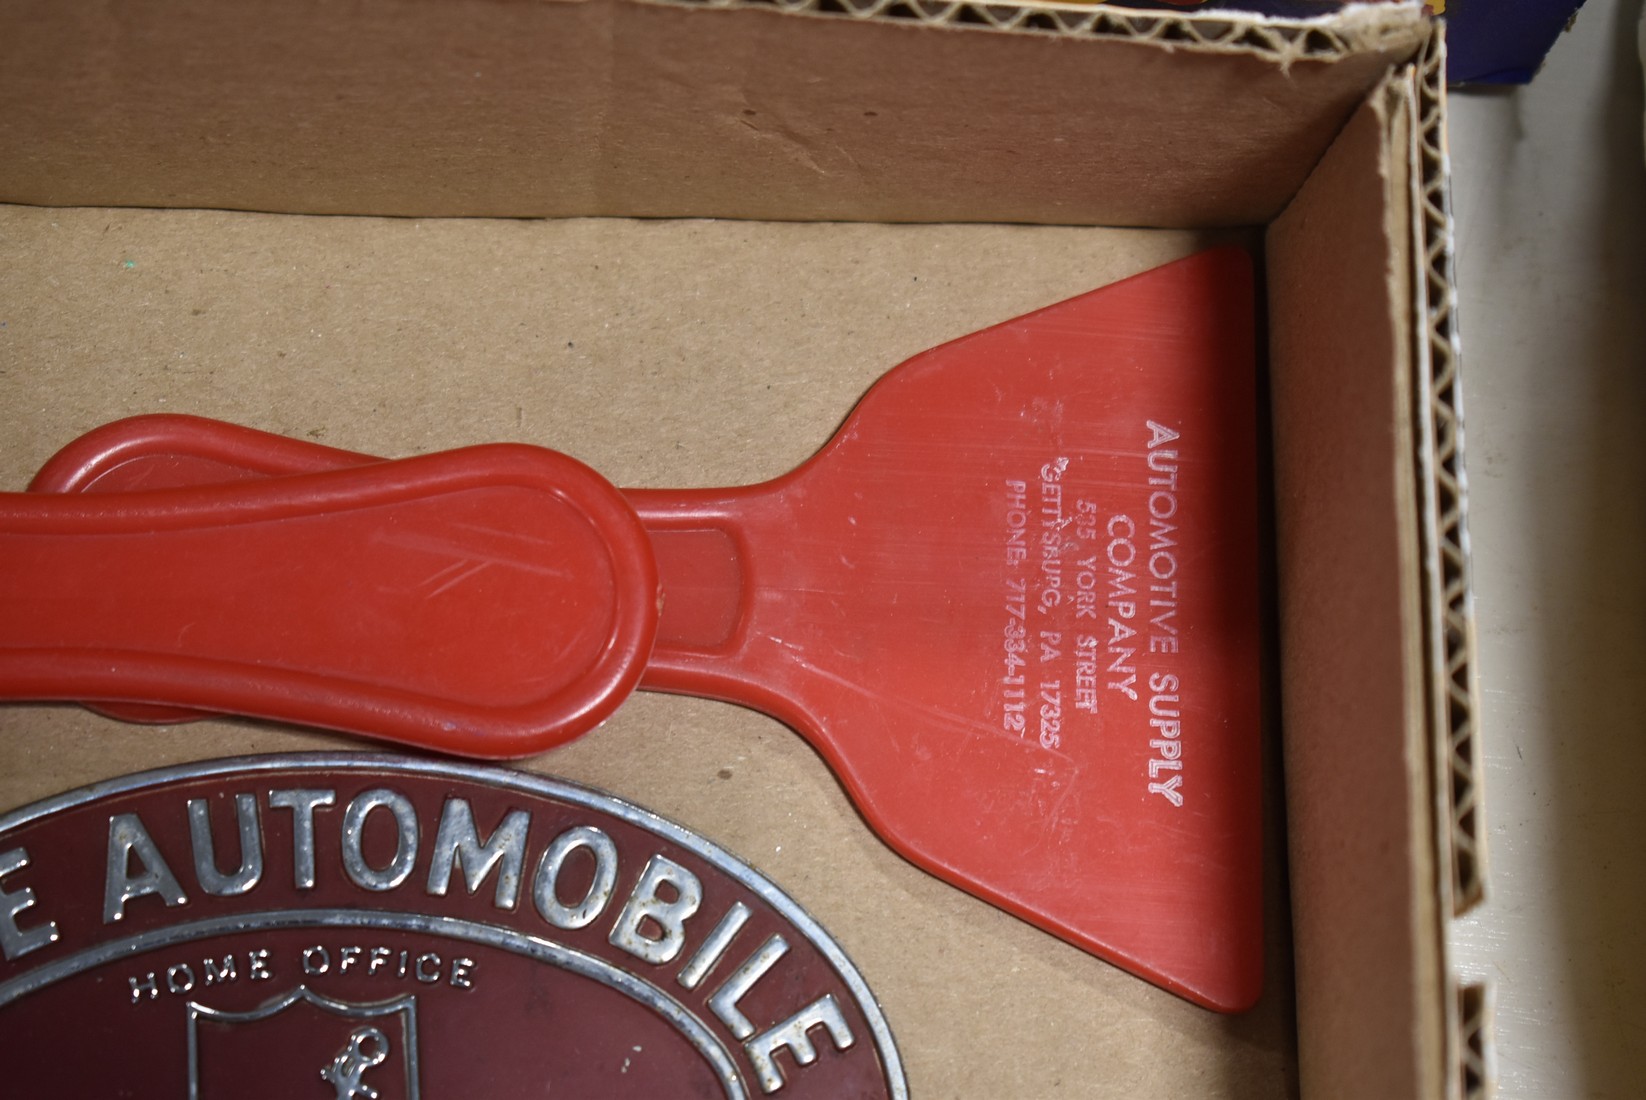 AUTOMOTIVE SUPPLY
COMPANY
535 YORK STREET
GETTYSBURG, PA 17325
PHONE. 717-334-1112
E AUTOMOBILE
HOME OFFICE